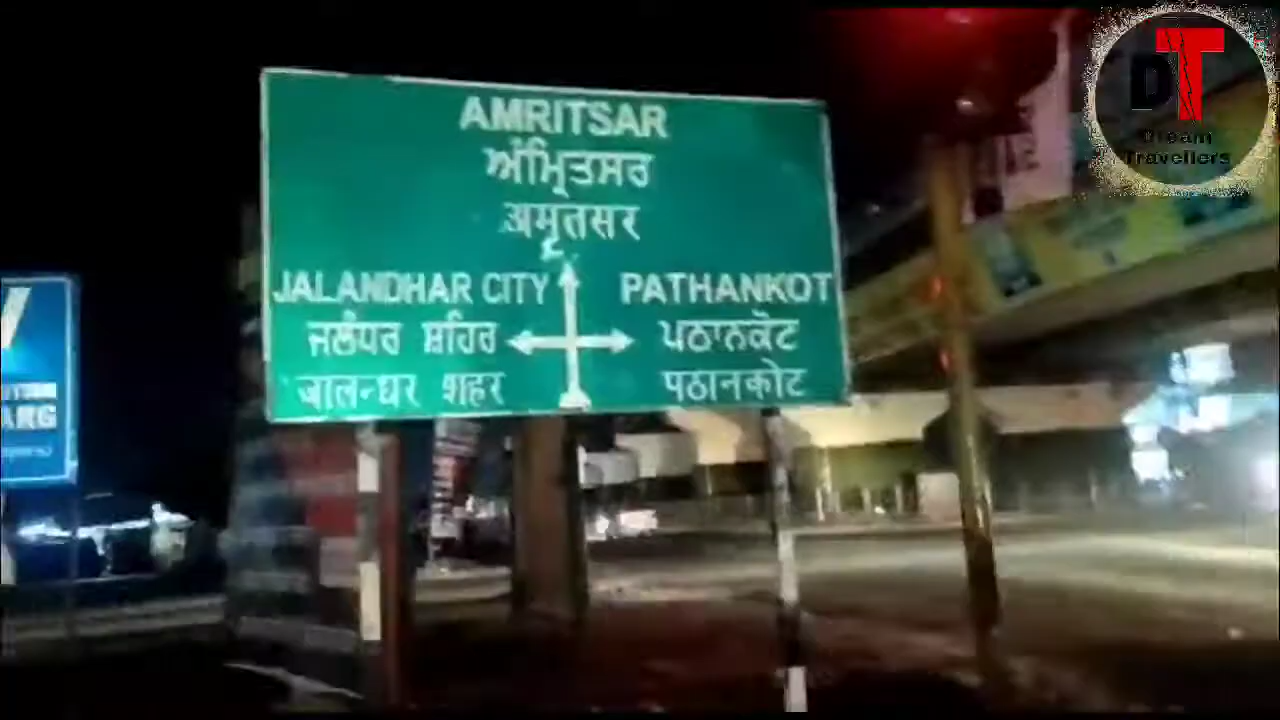 AMRITSAR
ਅੰਮ੍ਰਿਤਸਰ
अमृतसर
JALANDHAR CITY
ਜਲੰਧਰ ਸ਼ਹਿਰ
जालन्धर शहर
PATHANKOT
ਪਠਾਨਕੋਟ
पठानकोट
ARG
DT
Dream
Travellers